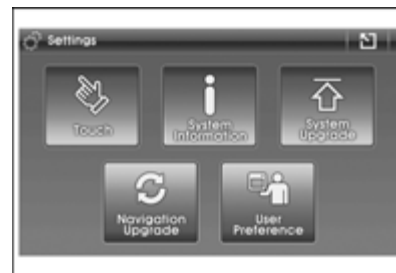 Settings
Touch
System
Information
System
Upgrade
Navigation
Upgrade
User
Preference